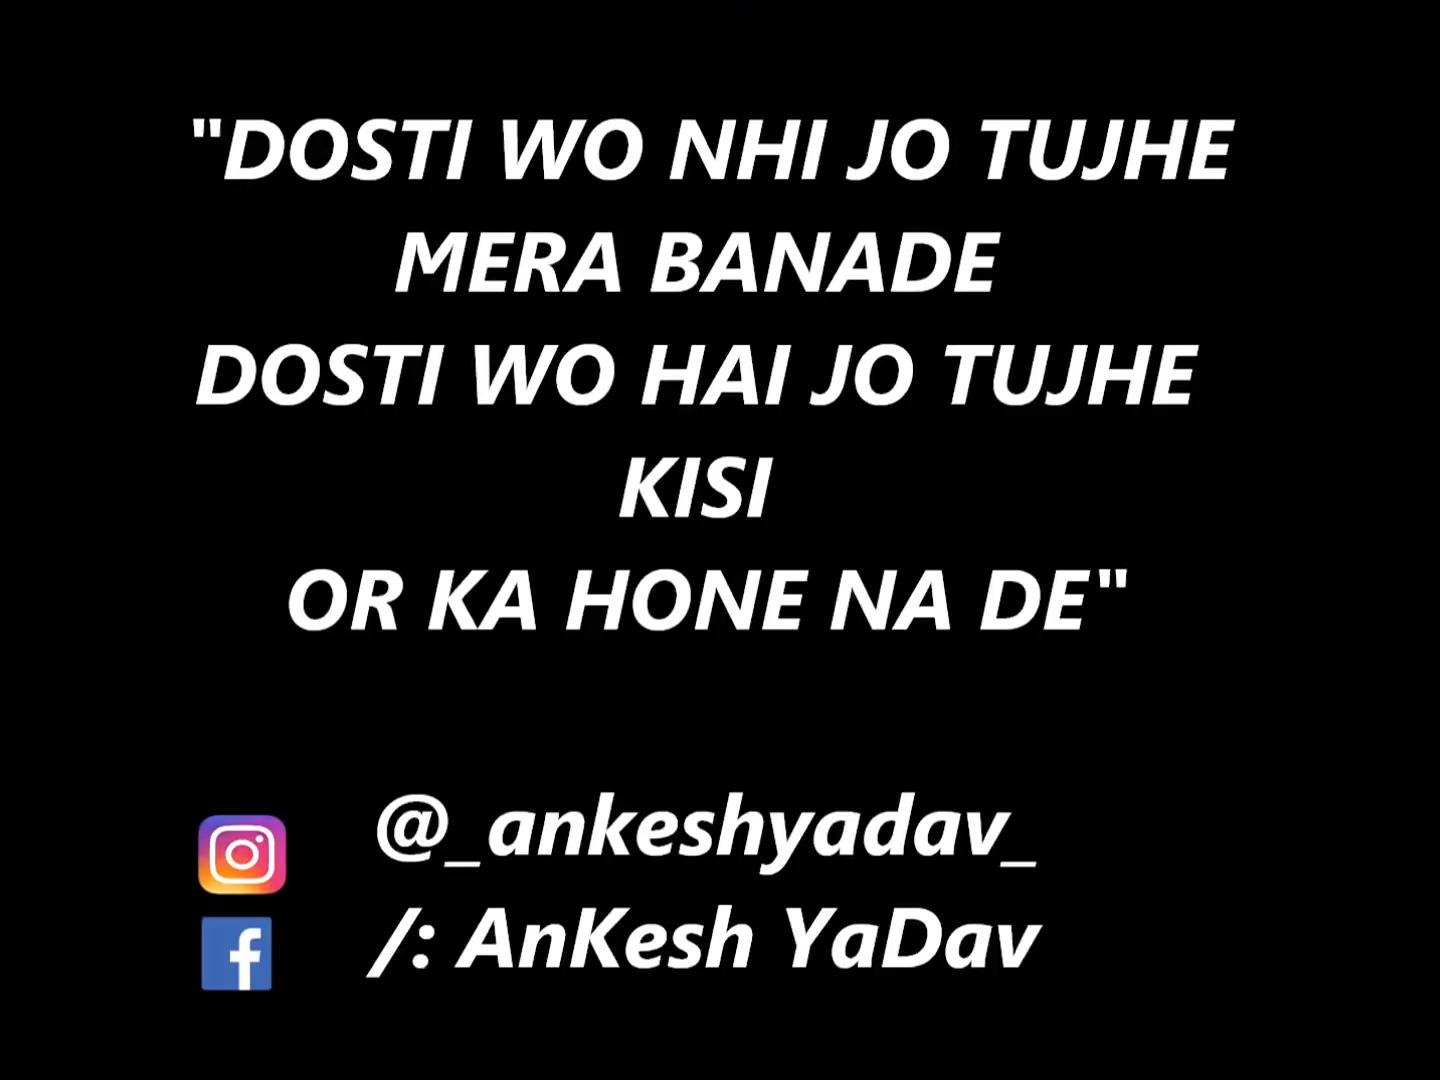 "DOSTI WO NHI JO TUJHE
MERA BANADE
DOSTI WO HAI JO TUJHE
KISI
OR KA HONE NA DE"
@_ankeshyadav_
/: AnKesh YaDav